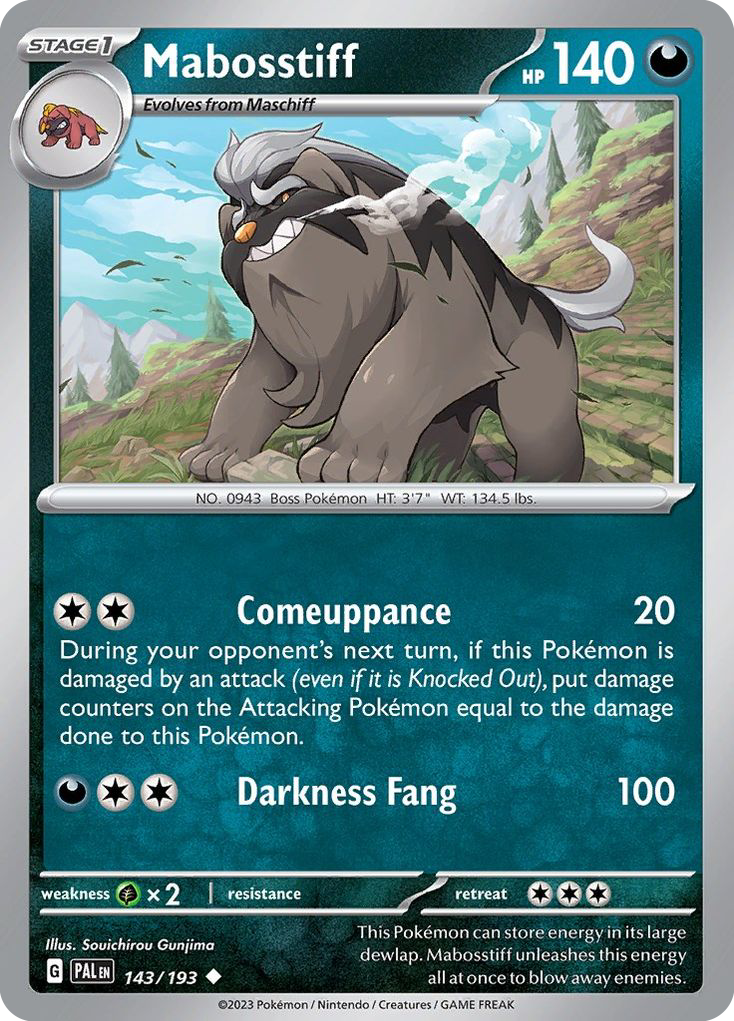 STAGE1
Mabosstiff
HP 140
Evolves from Maschiff
NO. 0943 Boss Pokémon HT: 3'7" WT: 134.5 lbs.
Comeuppance 20
During your opponent's next turn, if this Pokémon is
damaged by an attack (even if it is Knocked Out), put damage
counters on the Attacking Pokémon equal to the damage
done to this Pokémon.
Darkness Fang 100
weakness ×2 | resistance retreat
Illus. Souichirou Gunjima
This Pokémon can store energy in its large
dewlap. Mabosstiff unleashes this energy
all at once to blow away enemies.
G PAL EN 143/193
©2023 Pokémon / Nintendo / Creatures / GAME FREAK